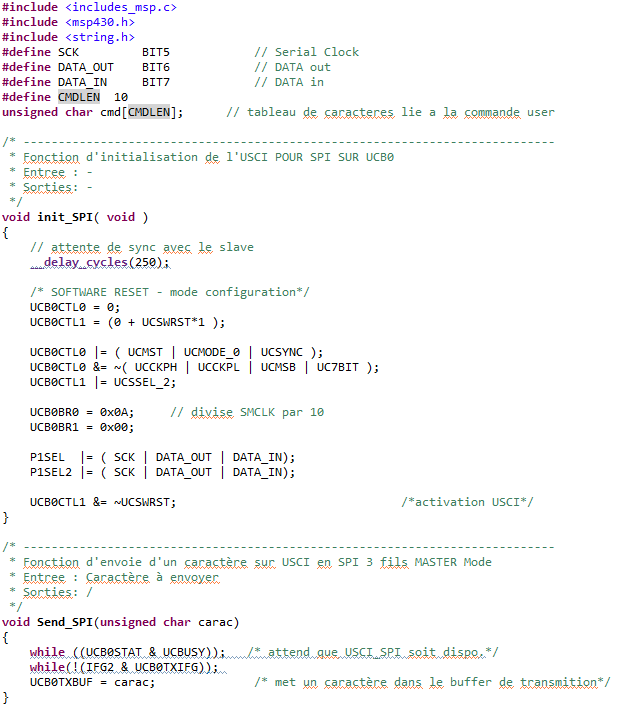 #include <includes_msp.c>
#include <msp430.h>
#include <string.h>
#define SCK         BIT5            // Serial Clock
#define DATA_OUT    BIT6            // DATA out
#define DATA_IN     BIT7            // DATA in
#define CMDLEN  10
unsigned char cmd[CMDLEN];      // tableau de caracteres lie a la commande user

/* ----------------------------------------------------------------------------
 * Fonction d'initialisation de l'USCI POUR SPI SUR UCB0
 * Entree : -
 * Sorties: -
 */
void init_SPI( void )
{
    // attente de sync avec le slave
    __delay_cycles(250);

    /* SOFTWARE RESET - mode configuration*/
    UCB0CTL0 = 0;
    UCB0CTL1 = (0 + UCSWRST*1 );

    UCB0CTL0 |= ( UCMST | UCMODE_0 | UCSYNC );
    UCB0CTL0 &= ~( UCCKPH | UCCKPL | UCMSB | UC7BIT );
    UCB0CTL1 |= UCSSEL_2;

    UCB0BR0 = 0x0A;     // divise SMCLK par 10
    UCB0BR1 = 0x00;

    P1SEL  |= ( SCK | DATA_OUT | DATA_IN);
    P1SEL2 |= ( SCK | DATA_OUT | DATA_IN);

    UCB0CTL1 &= ~UCSWRST;                                /*activation USCI*/
}

/* ----------------------------------------------------------------------------
 * Fonction d'envoie d'un caractère sur USCI en SPI 3 fils MASTER Mode
 * Entree : Caractère à envoyer
 * Sorties: /
 */
void Send_SPI(unsigned char carac)
{
    while ((UCB0STAT & UCBUSY));   /* attend que USCI_SPI soit dispo.*/
    while(!(IFG2 & UCB0TXIFG));
    UCB0TXBUF = carac;              /* met un caractère dans le buffer de transmition*/
}